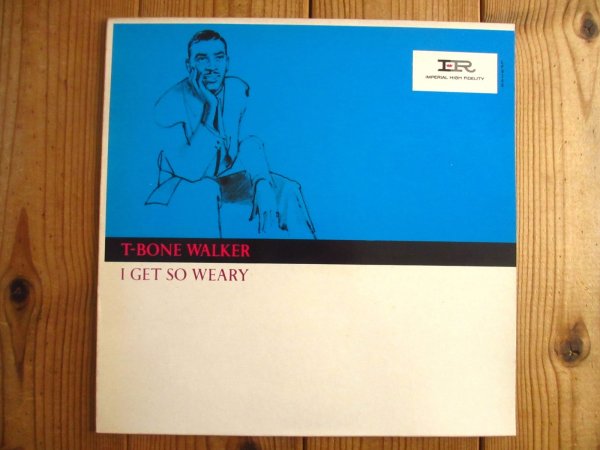 IR
IMPERIAL HIGH FIDELITY
T-BONE WALKER
I GET SO WEARY